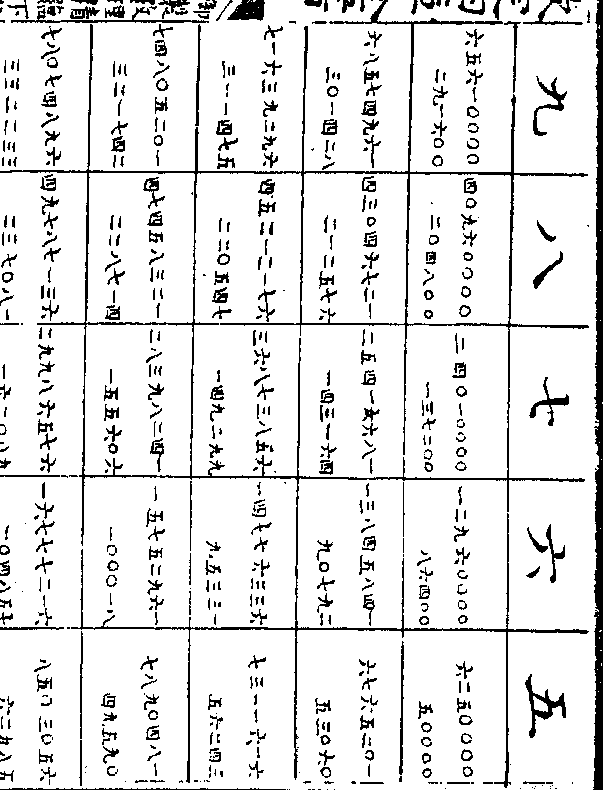 九
八
七
六
五
六五六一〇〇〇〇
二九一六〇〇
四〇九六〇〇〇〇
二〇四八〇〇
二四〇一〇〇〇〇
一三七二〇〇
一二九六〇〇〇〇
八六四〇〇
六二五〇〇〇〇
五〇〇〇〇
六八五七四九六一
三〇一四二八
四三〇四六七二一
二一二五七六
二五四一一六八一
一四三一六四
一三八四五八四一
九〇七九二
六七六五二〇一
五三〇六〇
七一六三九二九六
三一一四七五
四五二一二一七六
二二〇五四七
三六八七三八五六
一四九二九九
一四七七六三三六
九五三三一
七三一一六一六
五六二四三
七四八〇五二〇一
三二一七四二
四七四五八三二一
二二八七一四
二八三九八二四一
一五五六〇六
一五七五二九六一
一〇〇〇一八
七八九〇四八一
四九五九〇
七八〇七四八九六
三三二二三三
四九七八七一三六
二三七〇八一
二九九八六五七六
一六二〇八九
一六七七七二一六
一〇四八五七
八五〇三〇五六
六二九八五